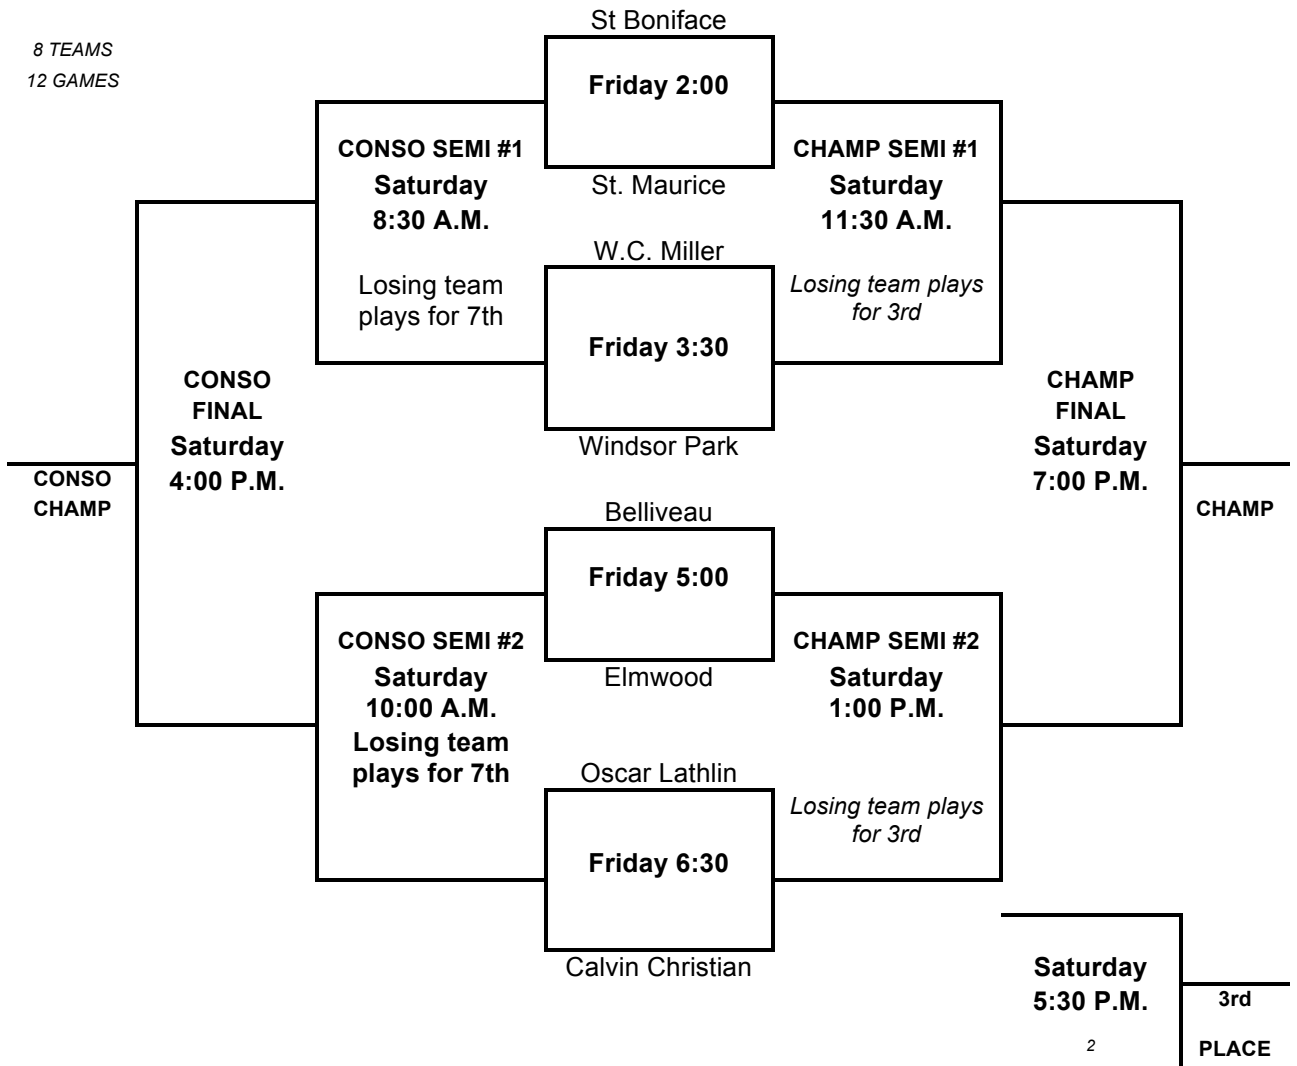 St Boniface
8 TEAMS
12 GAMES
Friday 2:00
CONSO SEMI #1
Saturday
8:30 A.M.
Losing team
plays for 7th
St. Maurice
CHAMP SEMI #1
Saturday
11:30 A.M.
Losing team plays
for 3rd
W.C. Miller
Friday 3:30
Windsor Park
CONSO
FINAL
Saturday
4:00 P.M.
CONSO
CHAMP
CHAMP
FINAL
Saturday
7:00 P.M.
CHAMP
Belliveau
Friday 5:00
Elmwood
CONSO SEMI #2
Saturday
10:00 A.M.
Losing team
plays for 7th
CHAMP SEMI #2
Saturday
1:00 P.M.
Losing team plays
for 3rd
Oscar Lathlin
Friday 6:30
Calvin Christian
Saturday
5:30 P.M.
2
3rd
PLACE